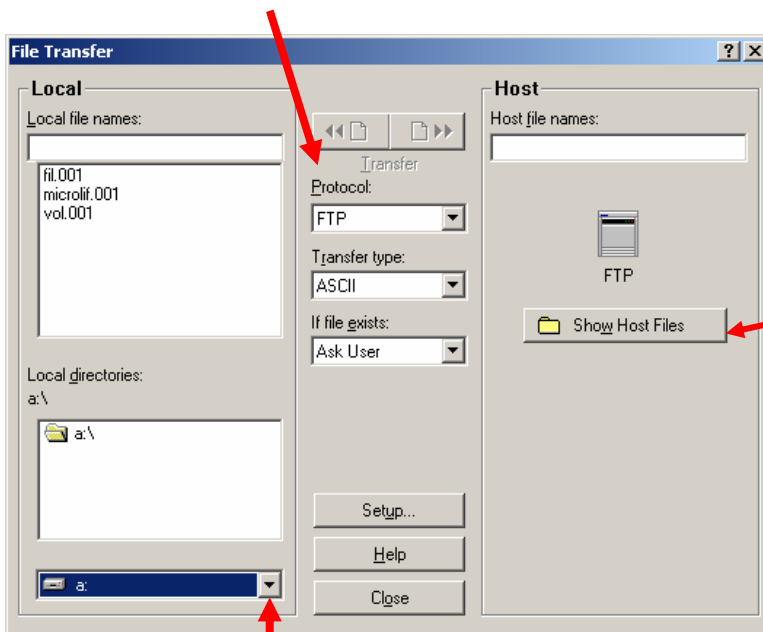 File Transfer
Local
Local file names:
fil.001
microlif.001
vol.001
Local directories:
a:\
a:\
a:
Transfer
Protocol:
FTP
Transfer type:
ASCII
If file exists:
Ask User
Setup...
Help
Close
Host
Host file names:
FTP
Show Host Files